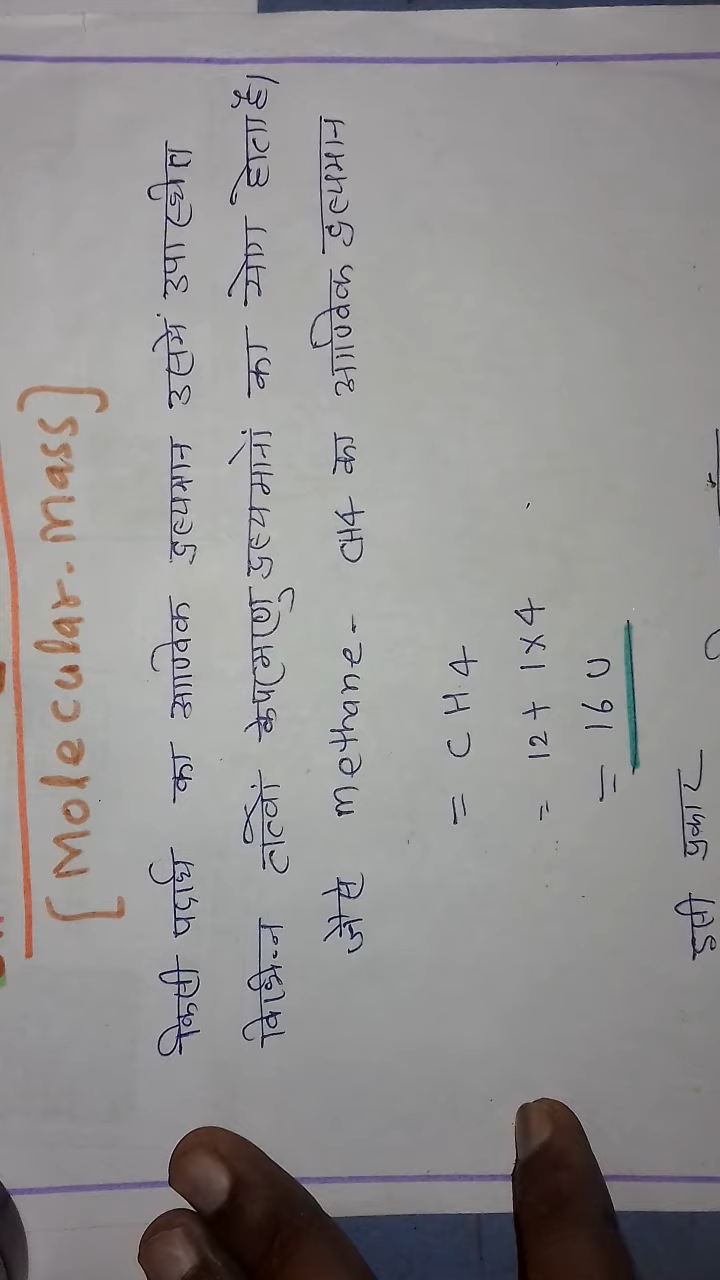 [Molecular. Mass]
किसी पदार्थ का आण्विक द्रव्यमान उसमें उपास्थीत
विभिन्न तत्वों के परमाणु द्रव्यमानों का योग होता है,
जैसे methane - CH4 का आण्विक द्रव्यमान
= CH4
= 12 + 1 × 4
= 16 U
इसी प्रकार